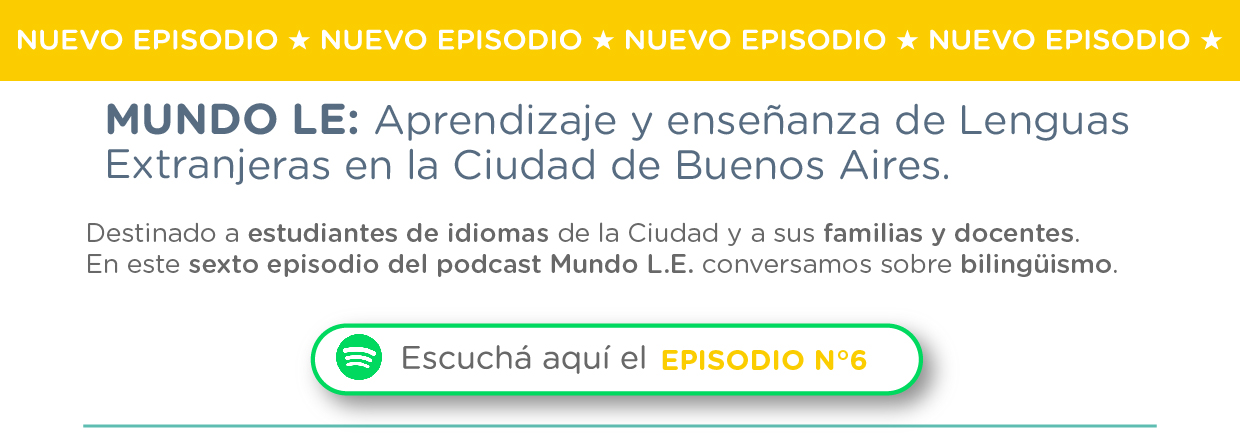 NUEVO EPISODIO ★ NUEVO EPISODIO ★ NUEVO EPISODIO ★ NUEVO EPISODIO ★
MUNDO LE: Aprendizaje y enseñanza de Lenguas
Extranjeras en la Ciudad de Buenos Aires.
Destinado a estudiantes de idiomas de la Ciudad y a sus familias y docentes.
En este sexto episodio del podcast Mundo L.E. conversamos sobre bilingüismo.
Escuchá aquí el EPISODIO N°6